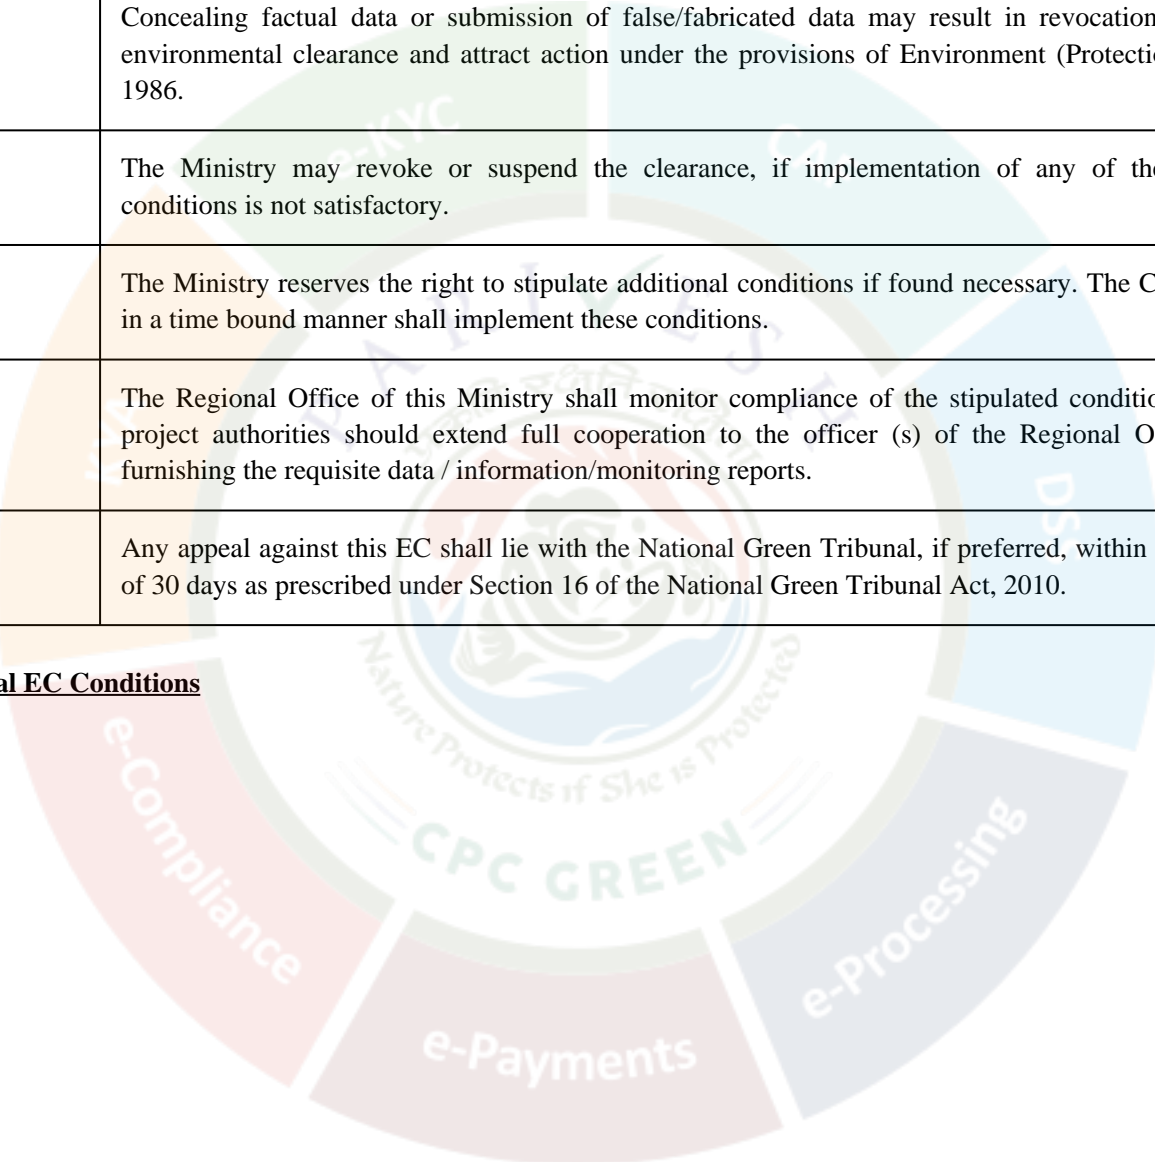 Concealing factual data or submission of false/fabricated data may result in revocation
environmental clearance and attract action under the provisions of Environment (Protectio
1986.
The Ministry may revoke or suspend the clearance, if implementation of any of the
conditions is not satisfactory.
The Ministry reserves the right to stipulate additional conditions if found necessary. The C
in a time bound manner shall implement these conditions.
The Regional Office of this Ministry shall monitor compliance of the stipulated conditio
project authorities should extend full cooperation to the officer (s) of the Regional O
furnishing the requisite data / information/monitoring reports.
Any appeal against this EC shall lie with the National Green Tribunal, if preferred, within
of 30 days as prescribed under Section 16 of the National Green Tribunal Act, 2010.
al EC Conditions
e-KYC
PARIVESH
DSS
Nature Protects if She is Protected
CPC GREEN
e-Compliance
e-Payments
e-Processing